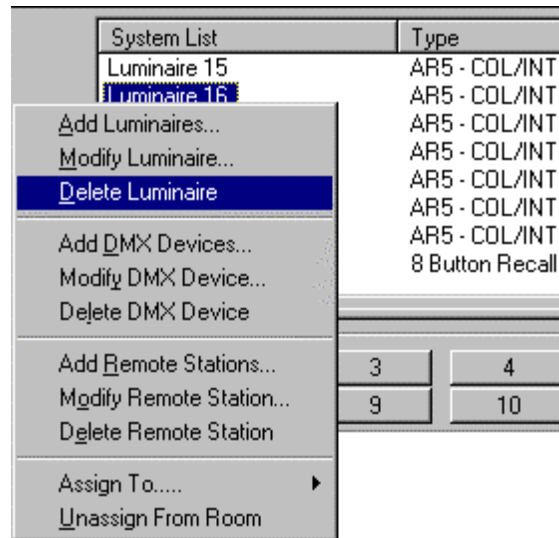 System List Type
Luminaire 15 AR5 - COL/INT
Luminaire 16 AR5 - COL/INT
AR5 - COL/INT
AR5 - COL/INT
AR5 - COL/INT
AR5 - COL/INT
AR5 - COL/INT
8 Button Recall
Add Luminaires...
Modify Luminaire...
Delete Luminaire
Add DMX Devices...
Modify DMX Device...
Delete DMX Device
Add Remote Stations...
Modify Remote Station...
Delete Remote Station
Assign To.....
Unassign From Room
3 4
9 10